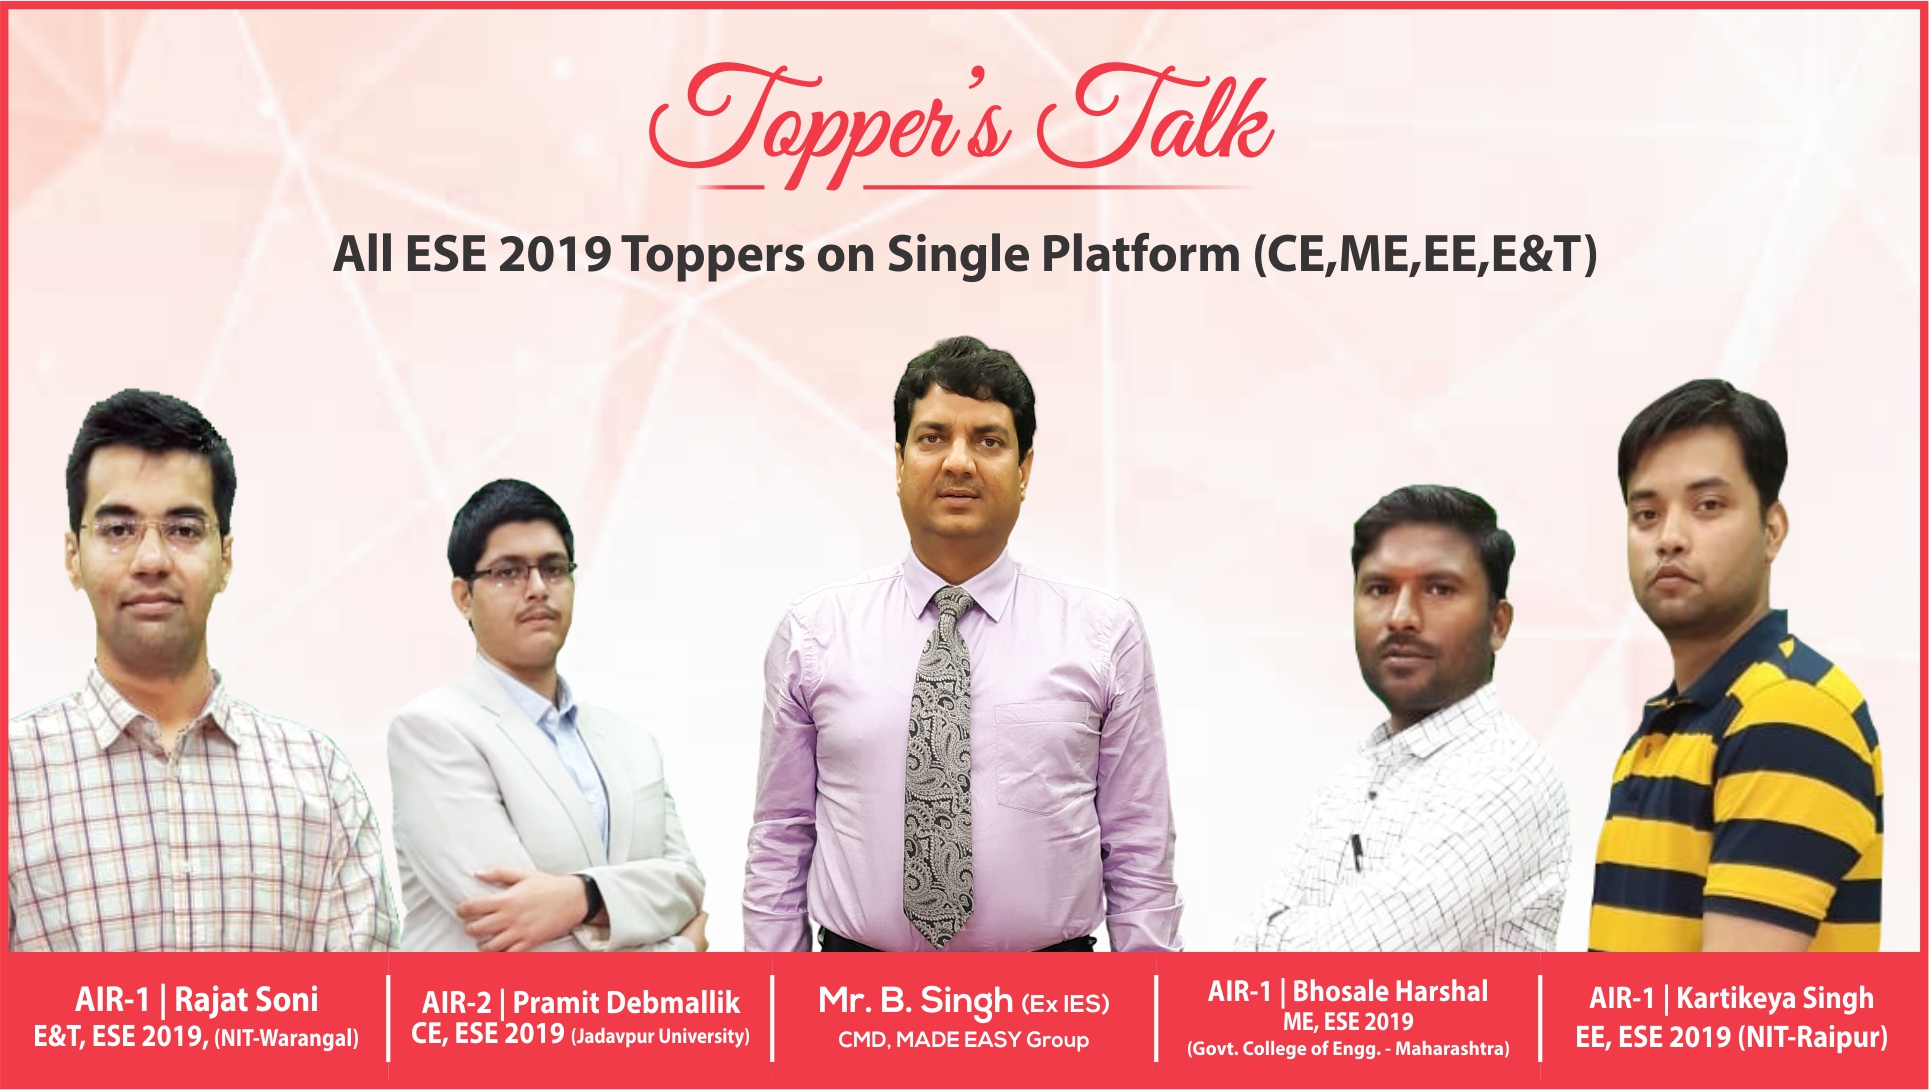 Topper's Talk
All ESE 2019 Toppers on Single Platform (CE,ME,EE,E&T)
AIR-1 | Rajat Soni
E&T, ESE 2019, (NIT-Warangal)
AIR-2 | Pramit Debmallik
CE, ESE 2019 (Jadavpur University)
Mr. B. Singh (Ex IES)
CMD, MADE EASY Group
AIR-1 | Bhosale Harshal
ME, ESE 2019
(Govt. College of Engg. - Maharashtra)
AIR-1 | Kartikeya Singh
EE, ESE 2019 (NIT-Raipur)